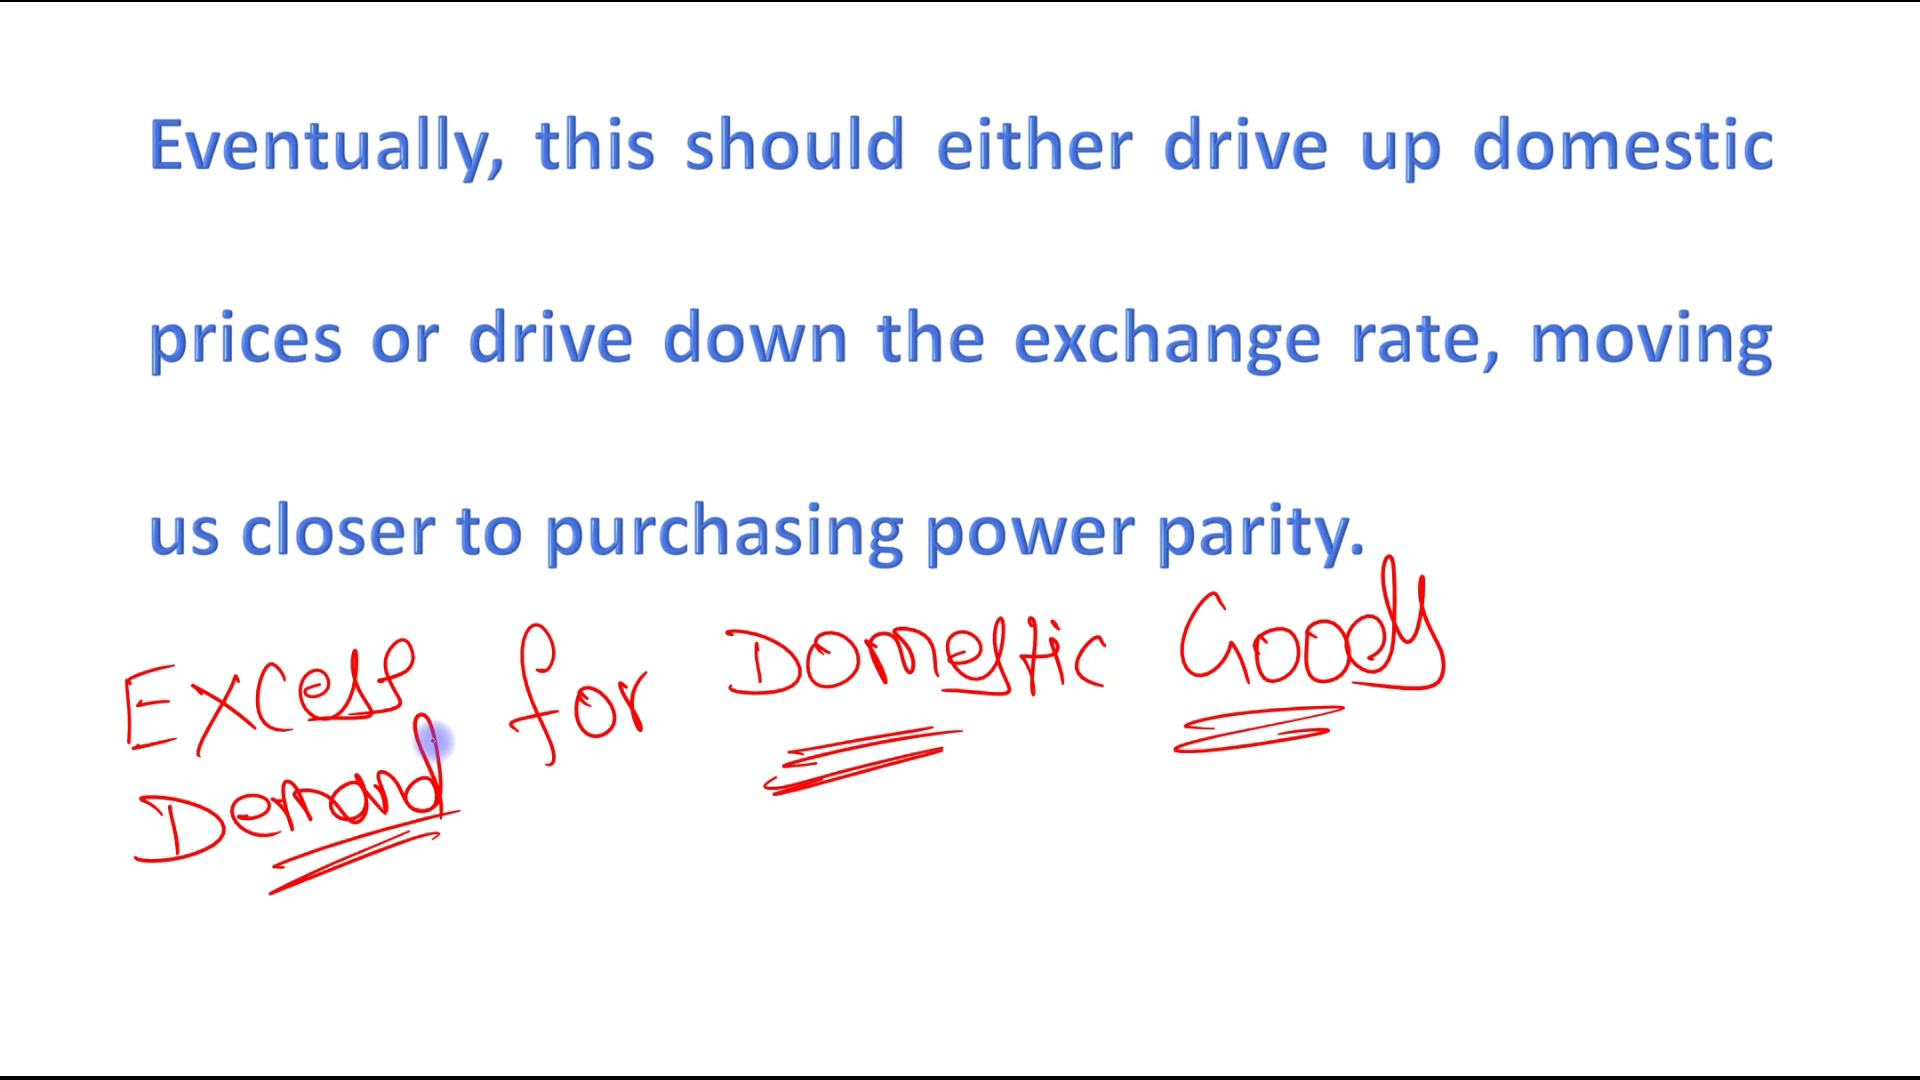 Eventually, this should either drive up domestic
prices or drive down the exchange rate, moving
us closer to purchasing power parity.
Excess for Domestic Goods
Demand